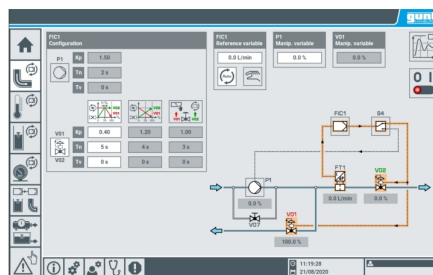 gunt
FIC1
Configuration
P1
Kp 1.50
Tn 2 s
Tv 0 s
V01
V02
Kp 0.40 1.20 1.00
Tn 5 s 4 s 3 s
Tv 0 s 0 s 0 s
FIC1
Reference variable
0.0 L/min
P1
Manip. variable
0.0 %
V01
Manip. variable
0.0 %
0 I
FIC1
S4
P1
0.0 %
V07
FT1
0.0 L/min
V02
0.0 %
V01
100.0 %
11:19:28
21/08/2020